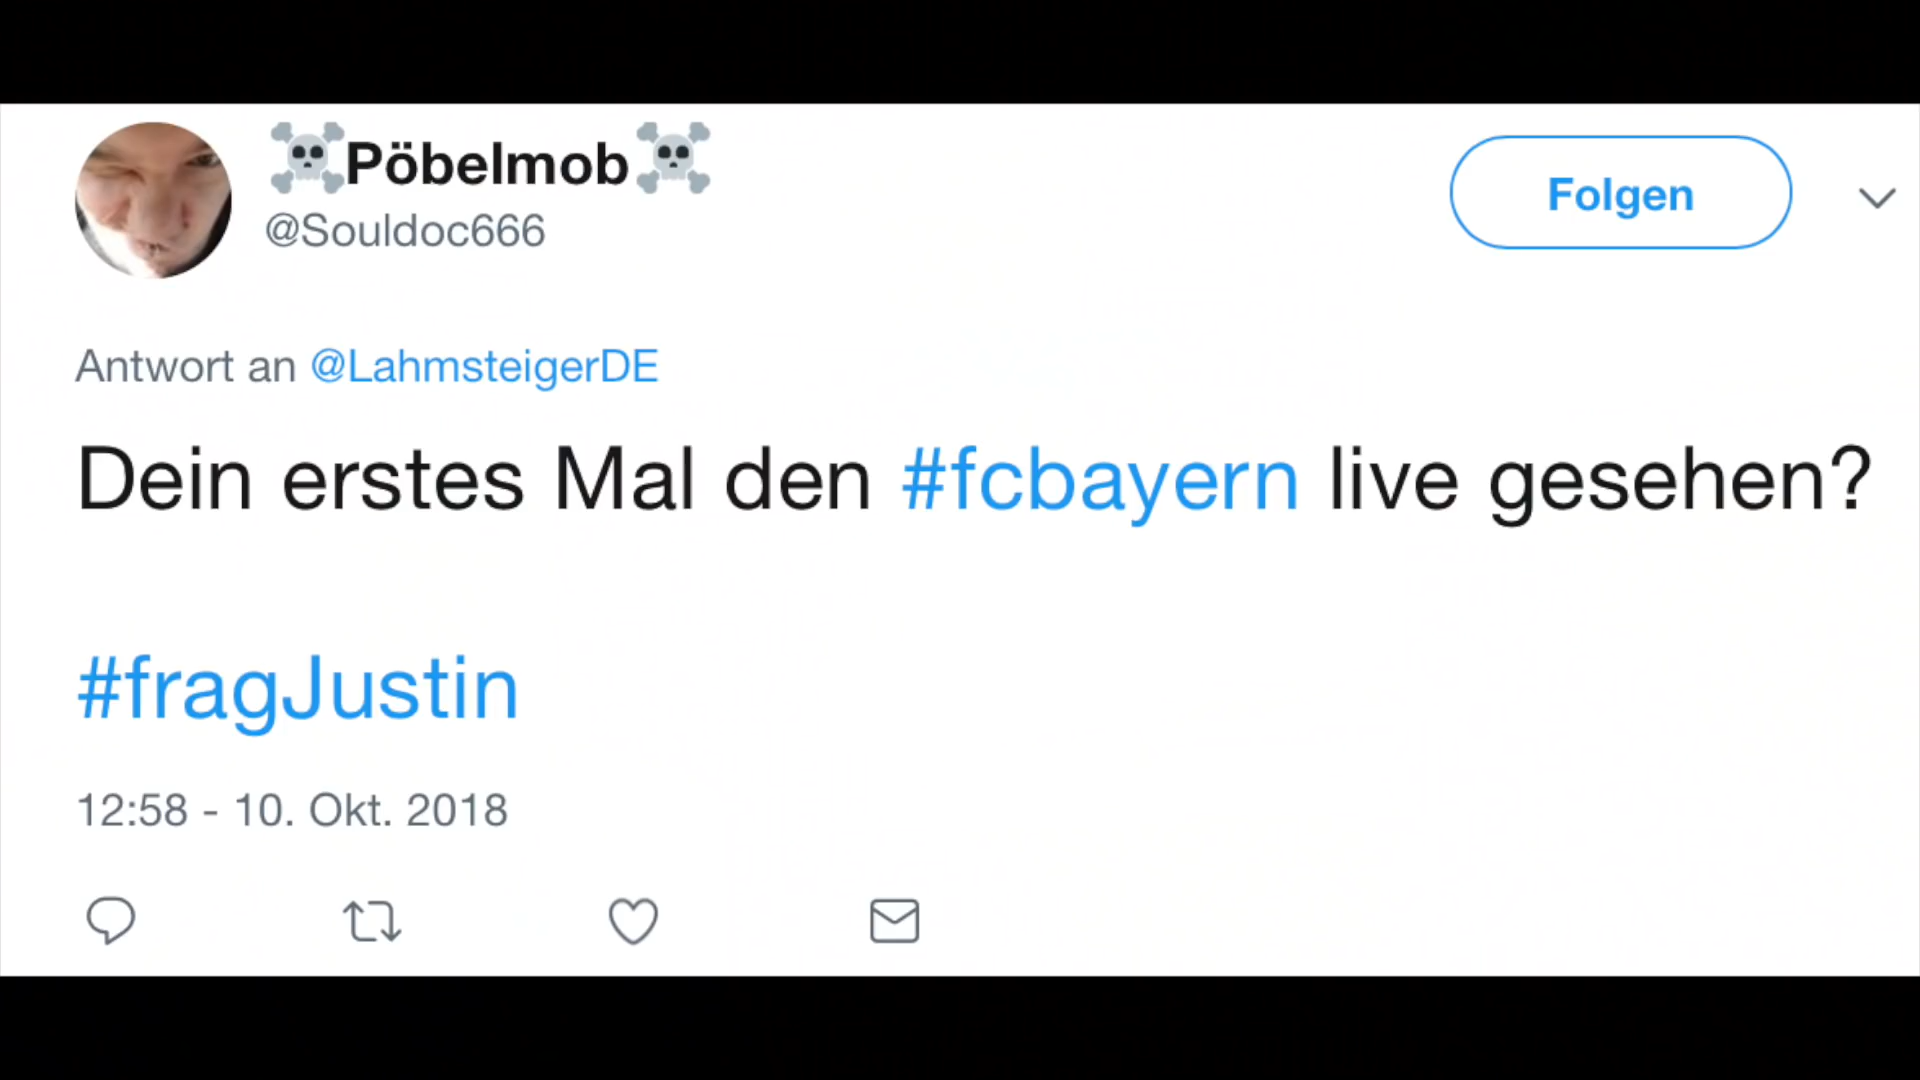 ☠️Pöbelmob☠️
@Souldoc666
Folgen
Antwort an @LahmsteigerDE
Dein erstes Mal den #fcbayern live gesehen?
#fragJustin
12:58 - 10. Okt. 2018